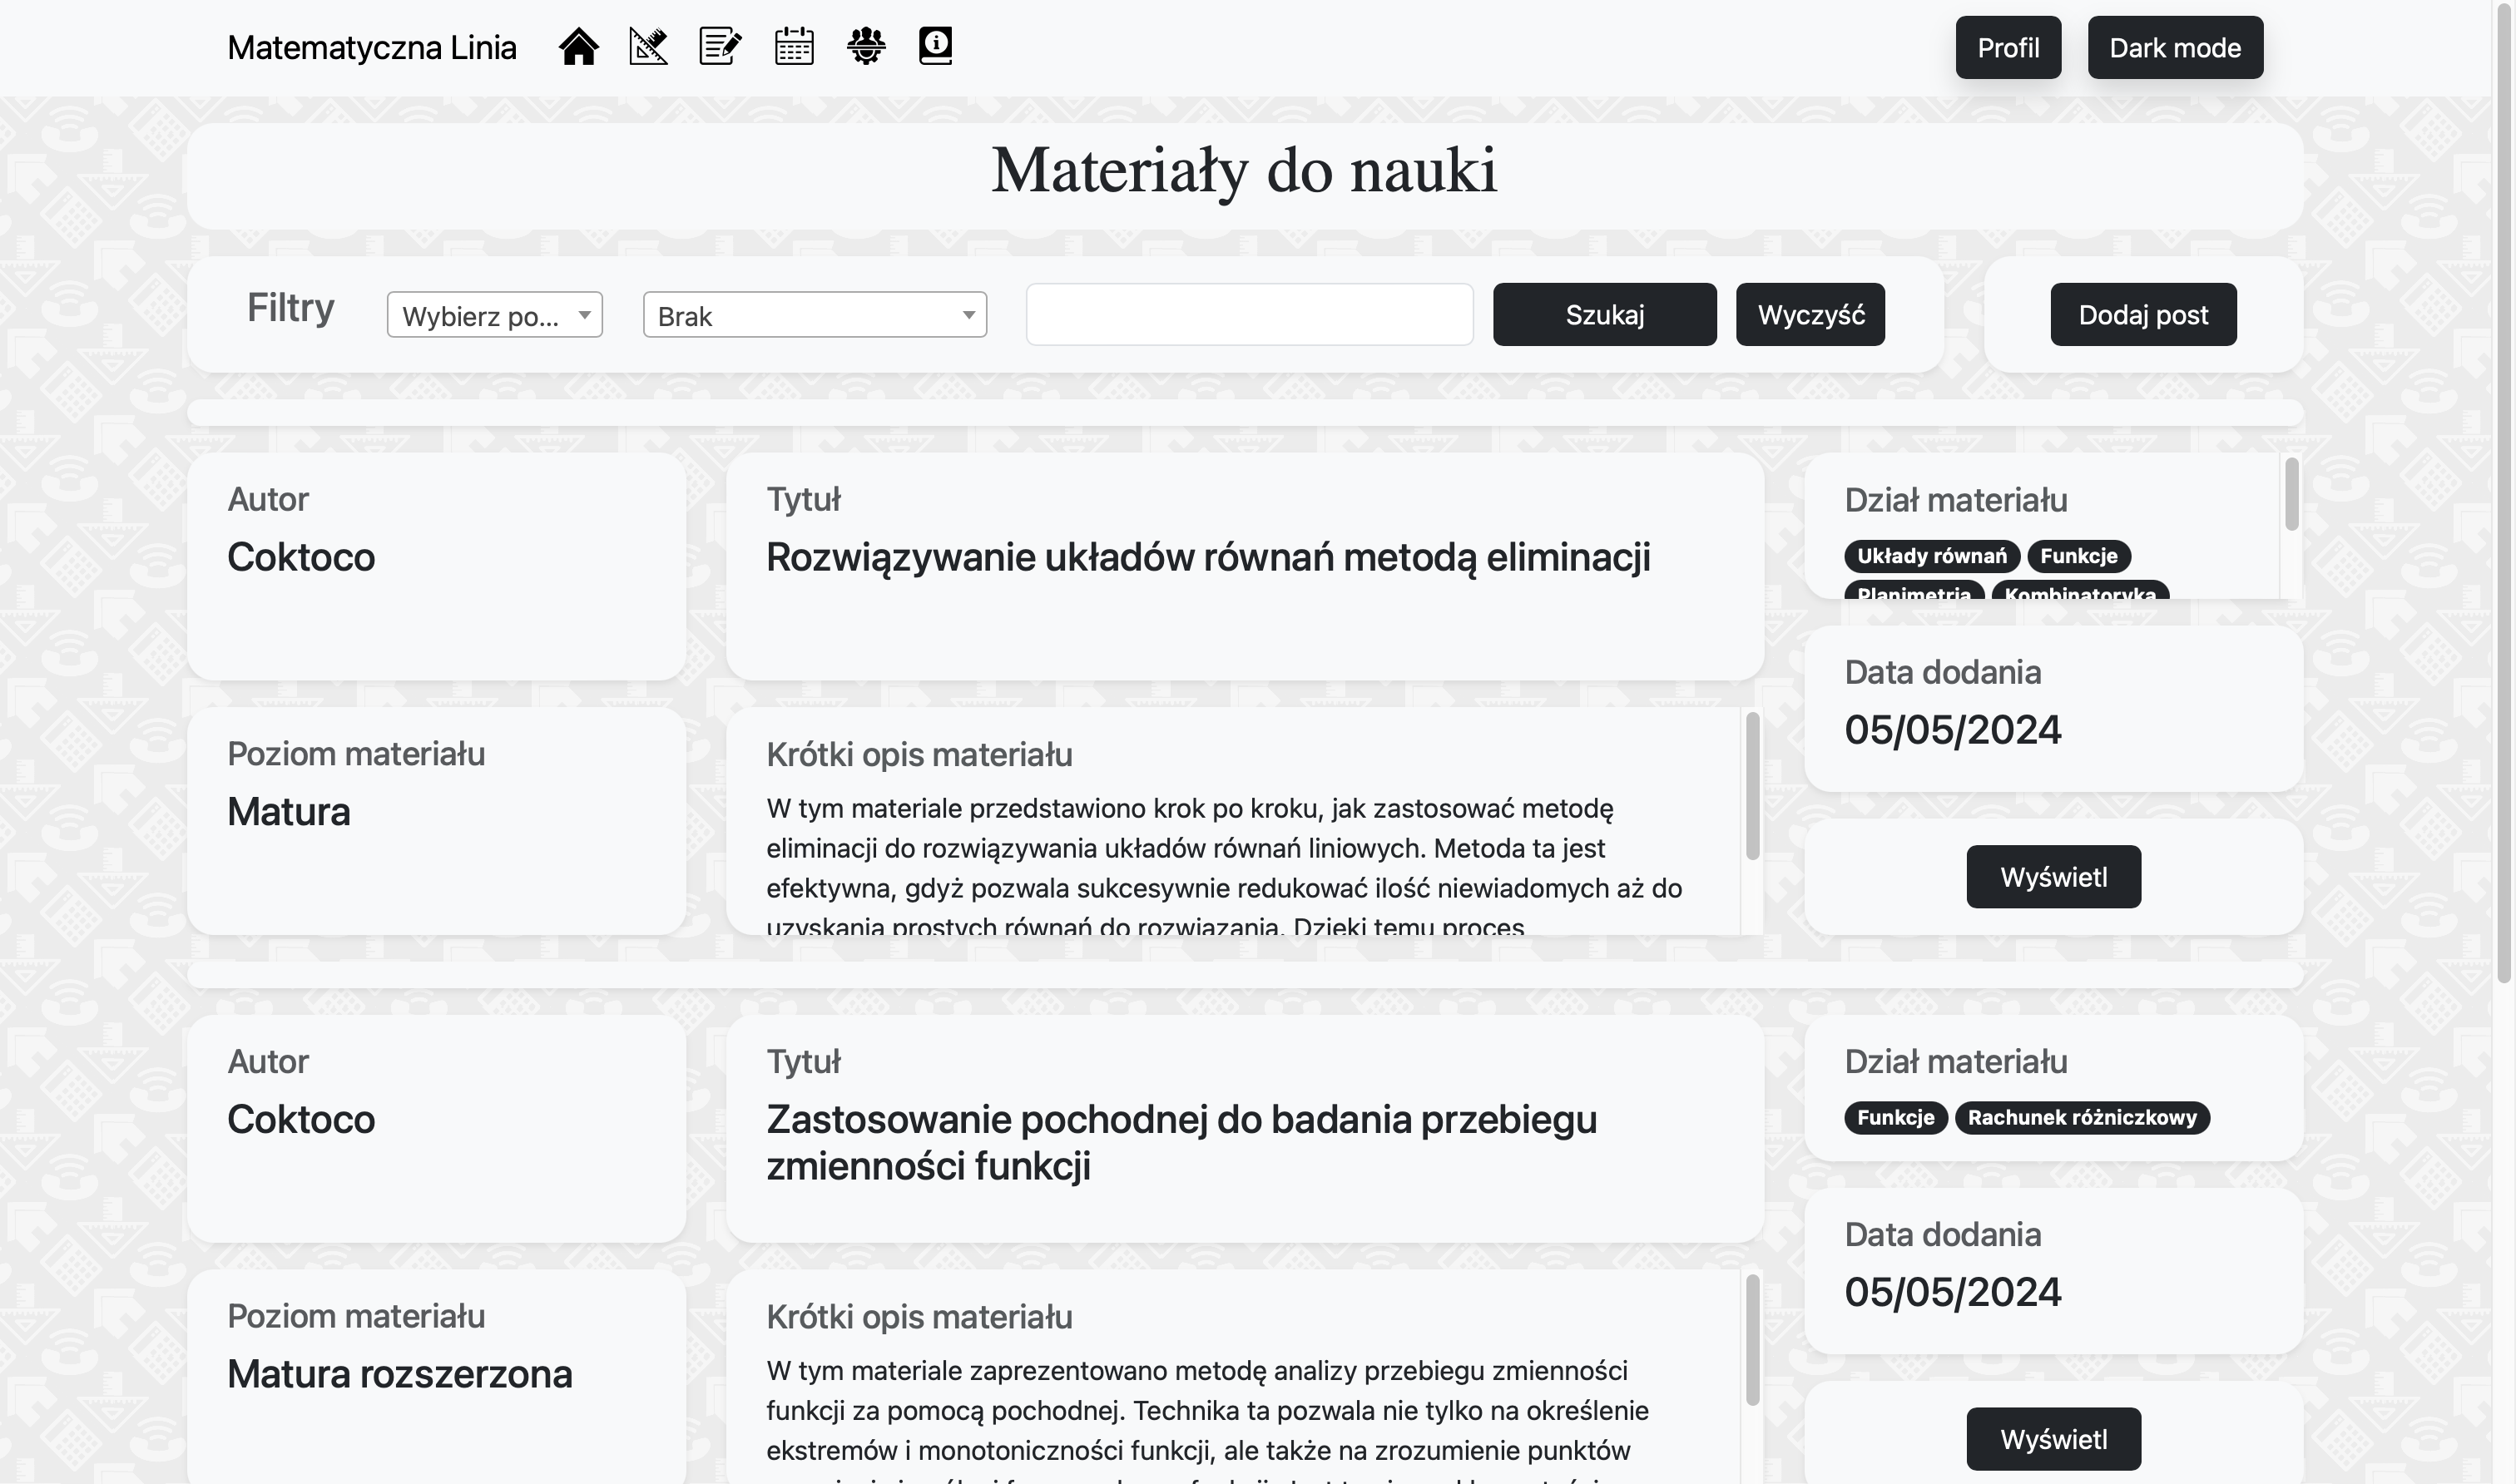 Matematyczna Linia
Profil
Dark mode
Materiały do nauki
Filtry
Wybierz po...
Brak
Szukaj
Wyczyść
Dodaj post
Autor
Coktoco
Tytuł
Rozwiązywanie układów równań metodą eliminacji
Dział materiału
Układy równań
Funkcje
Planimetria
Kombinatoryka
Data dodania
05/05/2024
Poziom materiału
Matura
Krótki opis materiału
W tym materiale przedstawiono krok po kroku, jak zastosować metodę
eliminacji do rozwiązywania układów równań liniowych. Metoda ta jest
efektywna, gdyż pozwala sukcesywnie redukować ilość niewiadomych aż do
uzyskania prostych równań do rozwiązania. Dzięki temu proces
Wyświetl
Autor
Coktoco
Tytuł
Zastosowanie pochodnej do badania przebiegu
zmienności funkcji
Dział materiału
Funkcje
Rachunek różniczkowy
Data dodania
05/05/2024
Poziom materiału
Matura rozszerzona
Krótki opis materiału
W tym materiale zaprezentowano metodę analizy przebiegu zmienności
funkcji za pomocą pochodnej. Technika ta pozwala nie tylko na określenie
ekstremów i monotoniczności funkcji, ale także na zrozumienie punktów
Wyświetl